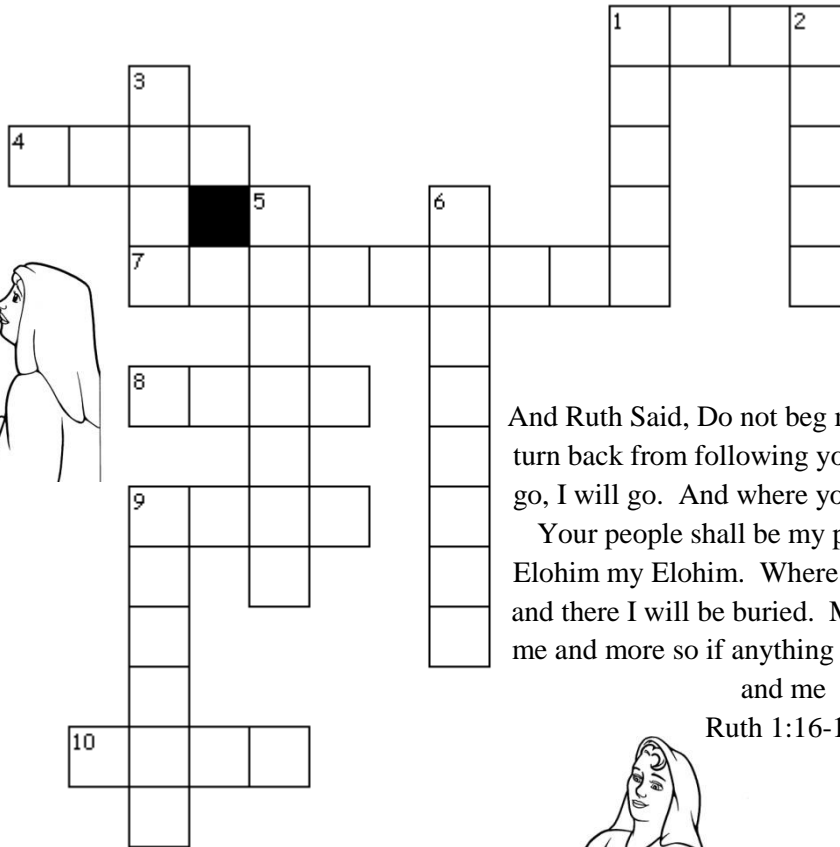 1 2
3
4
5 6
7
8
And Ruth Said, Do not beg
turn back from following
go, I will go. And where
9
Your people shall be my
Elohim my Elohim. Where
and there I will be buried.
me and more so if anything
and me
10
Ruth 1:16-1